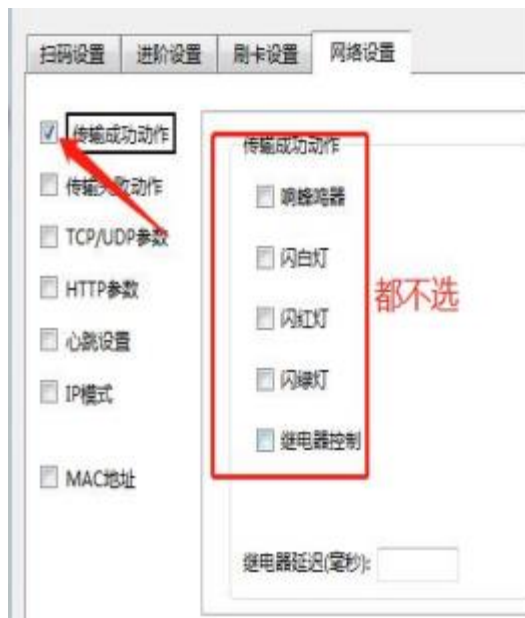 扫码设置 进阶设置 刷卡设置 网络设置
传输成功动作
传输失败动作
TCP/UDP参数
HTTP参数
心跳设置
IP模式
MAC地址
传输成功动作
响蜂鸣器
闪白灯
闪红灯
闪绿灯
继电器控制
都不选
继电器延迟(毫秒):